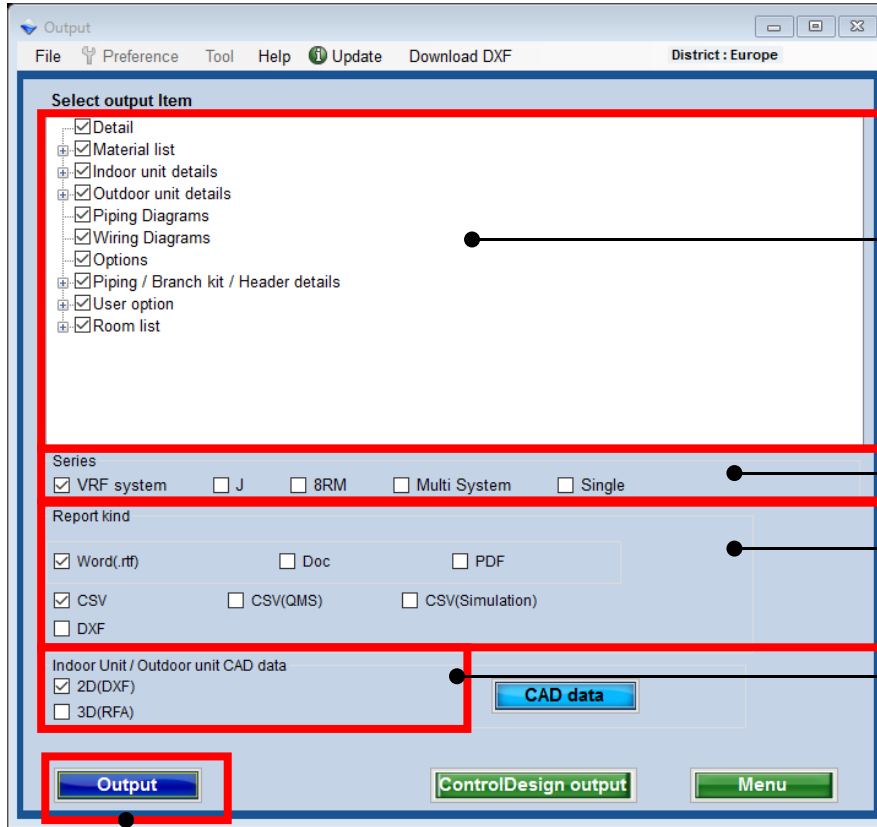 Output
File Preference Tool Help Update Download DXF District : Europe
Select output Item
Detail
Material list
Indoor unit details
Outdoor unit details
Piping Diagrams
Wiring Diagrams
Options
Piping / Branch kit / Header details
User option
Room list
Series
VRF system J 8RM Multi System Single
Report kind
Word(.rtf) Doc PDF
CSV CSV(QMS) CSV(Simulation)
DXF
Indoor Unit / Outdoor unit CAD data
2D(DXF)
CAD data
3D(RFA)
Output ControlDesign output Menu